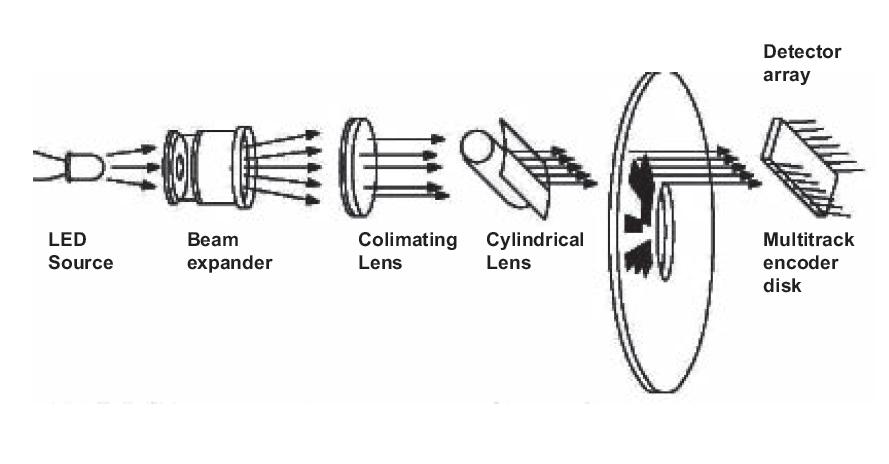 Detector
array
LED
Source
Beam
expander
Colimating
Lens
Cylindrical
Lens
Multitrack
encoder
disk